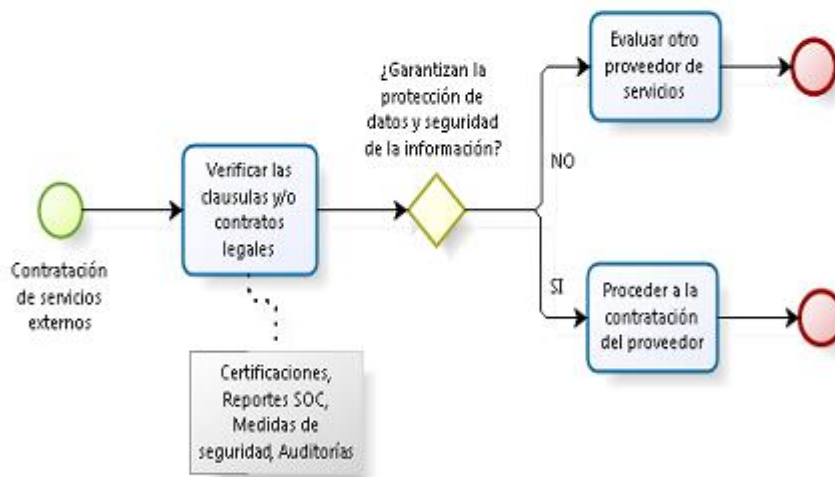 Contratación
de servicios
externos
Verificar las
clausulas y/o
contratos
legales
Certificaciones,
Reportes SOC,
Medidas de
seguridad, Auditorías
¿Garantizan la
protección de
datos y seguridad
de la información?
NO
Evaluar otro
proveedor de
servicios
SI
Proceder a la
contratación
del proveedor